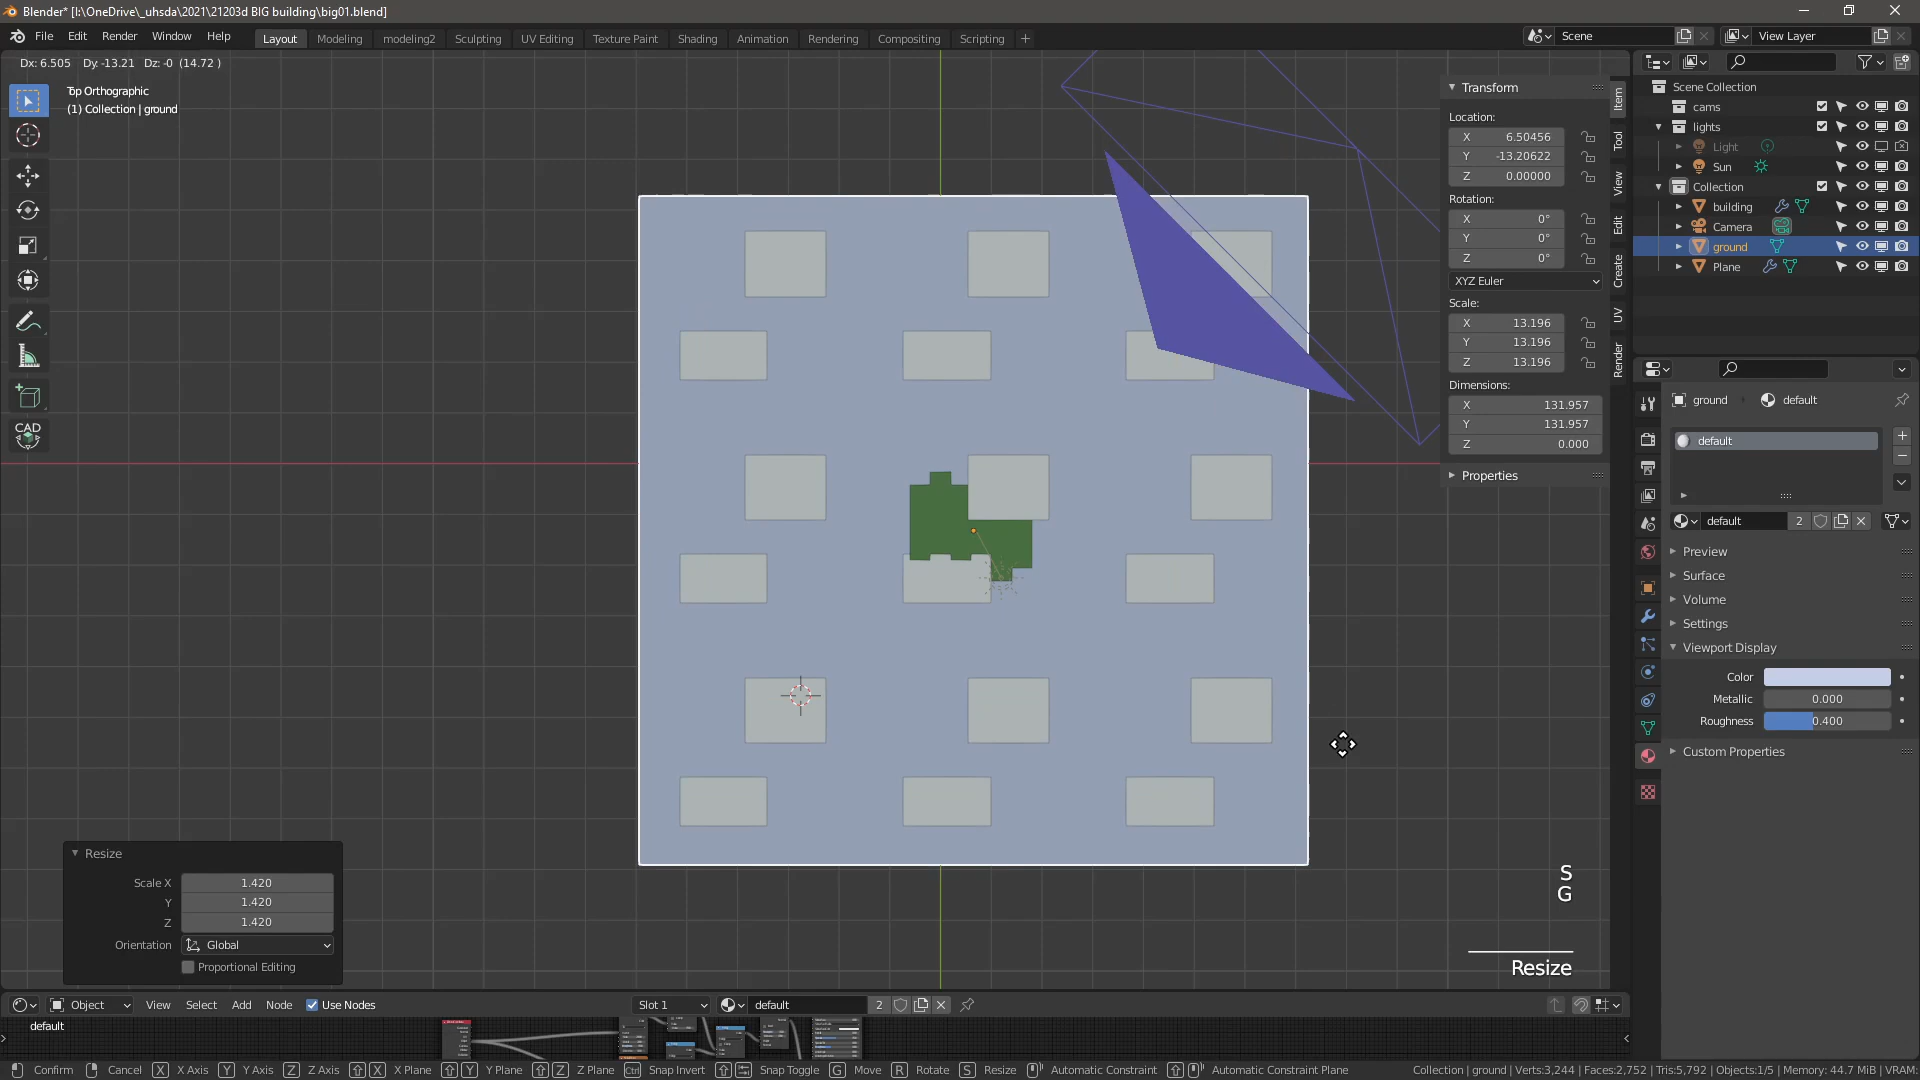 Blender* [I:\OneDrive\_uhsda\2021\21203d BIG building\big01.blend]
File Edit Render Window Help Layout Modeling modeling2 Sculpting UV Editing Texture Paint Shading Animation Rendering Compositing Scripting + Scene View Layer
Dx: 6.505 Dy: -13.21 Dz: -0 (14.72 )
Top Orthographic
(1) Collection | ground
CAD
Transform
Location:
X 6.50456
Y -13.20622
Z 0.00000
Rotation:
X 0°
Y 0°
Z 0°
XYZ Euler
Scale:
X 13.196
Y 13.196
Z 13.196
Dimensions:
X 131.957
Y 131.957
Z 0.000
Properties
Item
Tool
View
Edit
Create
UV
Render
Scene Collection
cams
lights
Light
Sun
Collection
building
Camera
ground
Plane
ground default
default
default 2
Preview
Surface
Volume
Settings
Viewport Display
Color
Metallic 0.000
Roughness 0.400
Custom Properties
S
G
Resize
Resize
Scale X 1.420
Y 1.420
Z 1.420
Orientation Global
Proportional Editing
Object View Select Add Node Use Nodes Slot 1 default 2
default
Confirm Cancel X X Axis Y Y Axis Z Z Axis X X Plane Y Y Plane Z Z Plane Ctrl Snap Invert Snap Toggle G Move R Rotate S Resize Automatic Constraint Automatic Constraint Plane Collection | ground | Verts:3,244 | Faces:2,752 | Tris:5,792 | Objects:1/5 | Memory: 44.7 MiB | VRAM: